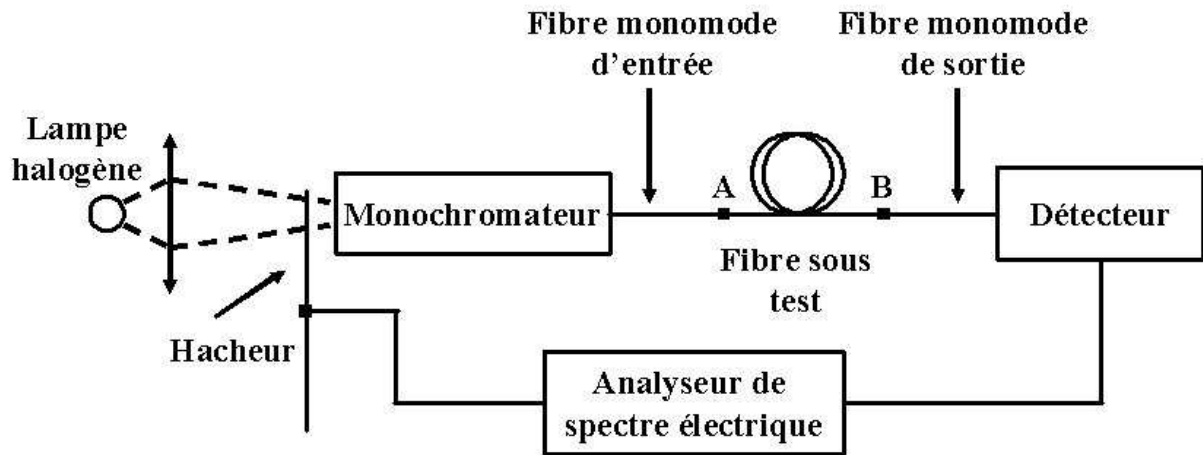 Fibre monomode
d'entrée
Fibre monomode
de sortie
Lampe
halogène
Monochromateur
A
B
Détecteur
Fibre sous
test
Hacheur
Analyseur de
spectre électrique